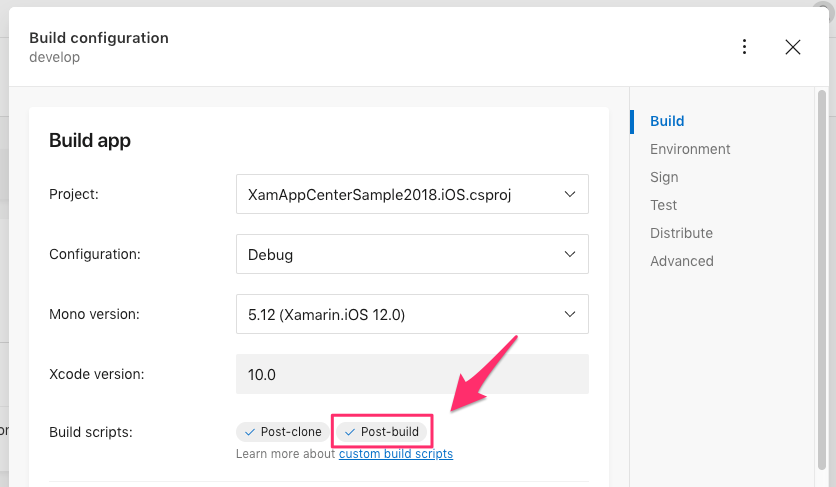 Build configuration
develop
Build app
Project: XamAppCenterSample2018.iOS.csproj
Configuration: Debug
Mono version: 5.12 (Xamarin.iOS 12.0)
Xcode version: 10.0
Build scripts: Post-clone Post-build
Learn more about custom build scripts
Build
Environment
Sign
Test
Distribute
Advanced